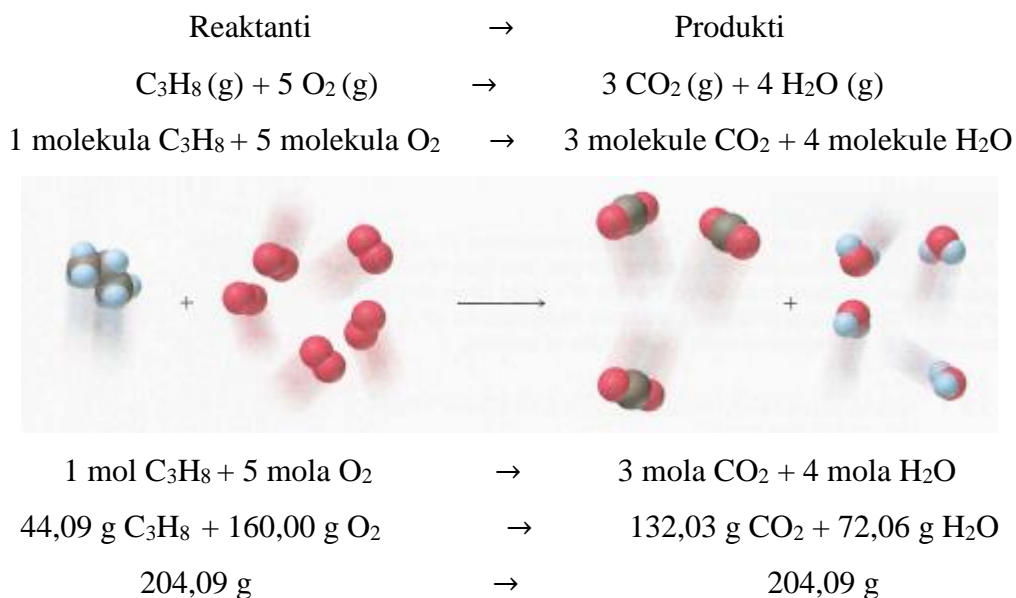 Reaktanti → Produkti
C₃H₈ (g) + 5 O₂ (g) → 3 CO₂ (g) + 4 H₂O (g)
1 molekula C₃H₈ + 5 molekula O₂ → 3 molekule CO₂ + 4 molekule H₂O
+ → +
1 mol C₃H₈ + 5 mola O₂ → 3 mola CO₂ + 4 mola H₂O
44,09 g C₃H₈ + 160,00 g O₂ → 132,03 g CO₂ + 72,06 g H₂O
204,09 g → 204,09 g